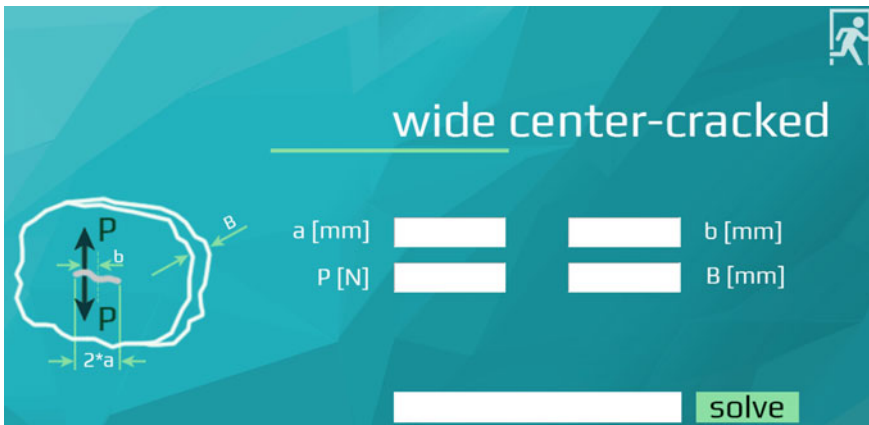 wide center-cracked
P
B
b
P
2*a
a [mm]
b [mm]
P [N]
B [mm]
solve